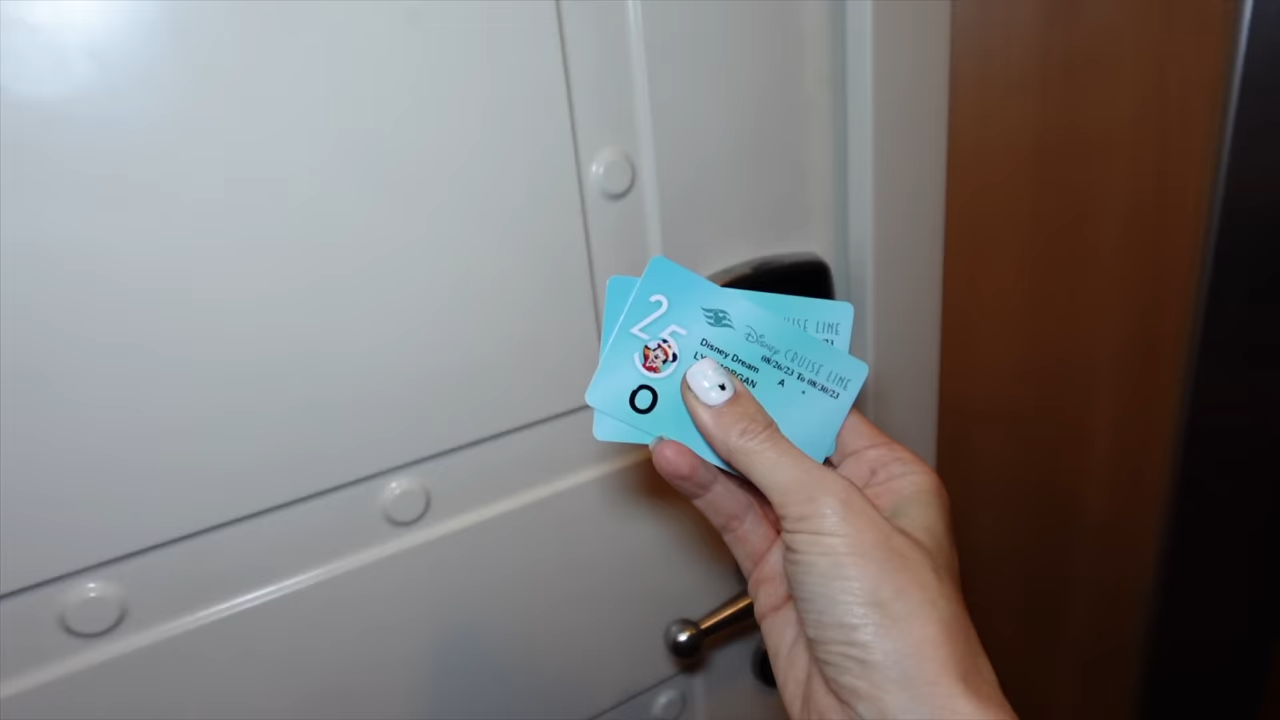 25
Disney CRUISE LINE
Disney Dream
08/26/23 To 08/30/23
A
O
CRUISE LINE